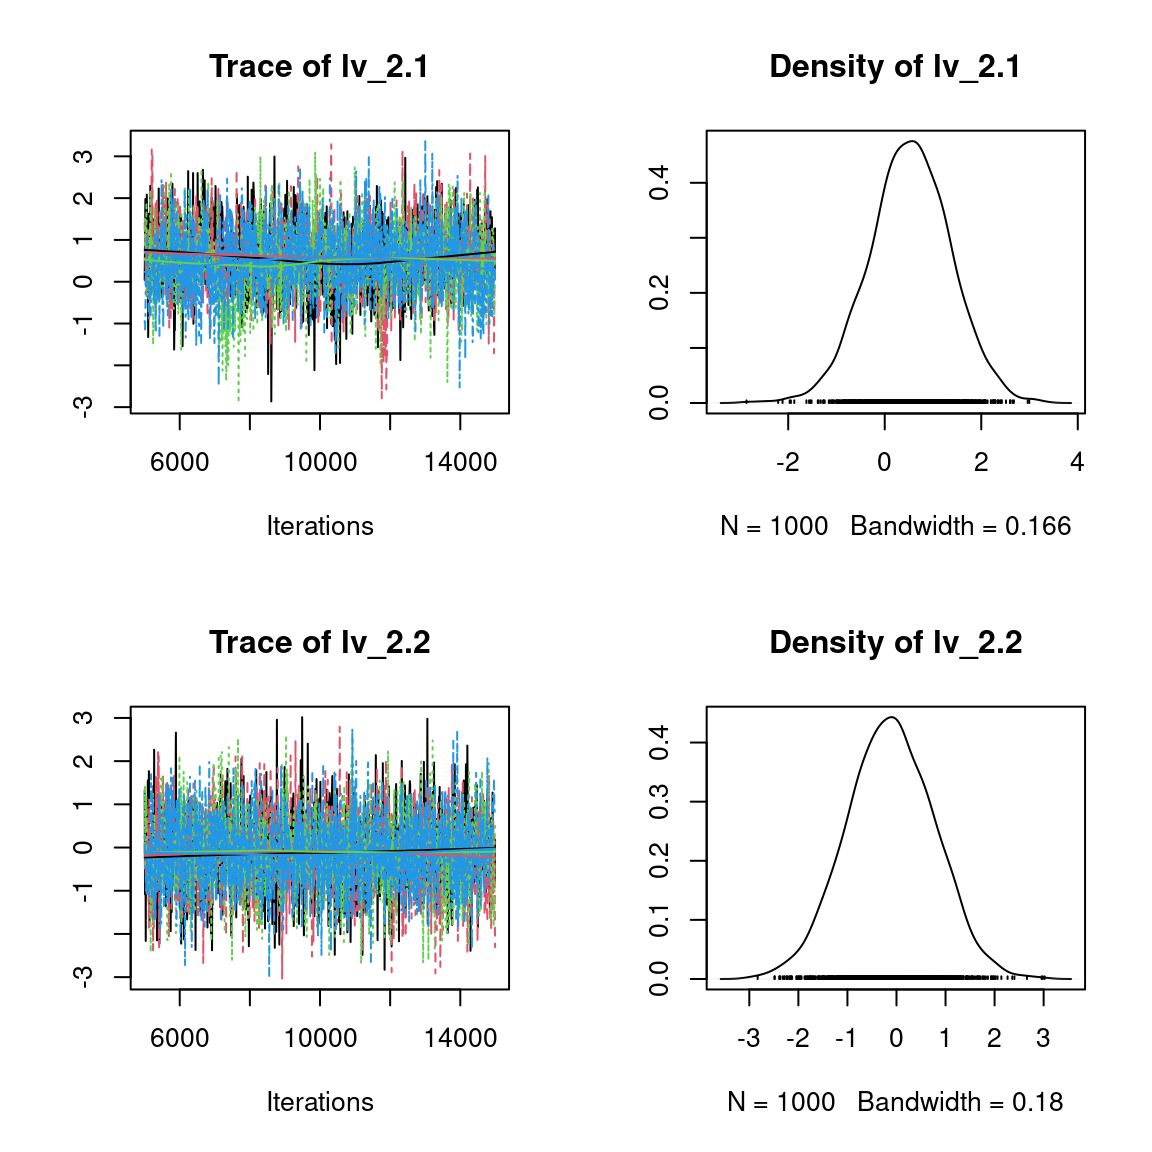 Trace of lv_2.1
3
2
1
0
-1
-3
6000 10000 14000
Iterations
Density of lv_2.1
0.4
0.2
0.0
-2 0 2 4
N = 1000 Bandwidth = 0.166
Trace of lv_2.2
3
2
1
0
-1
-3
6000 10000 14000
Iterations
Density of lv_2.2
0.4
0.3
0.2
0.1
0.0
-3 -2 -1 0 1 2 3
N = 1000 Bandwidth = 0.18